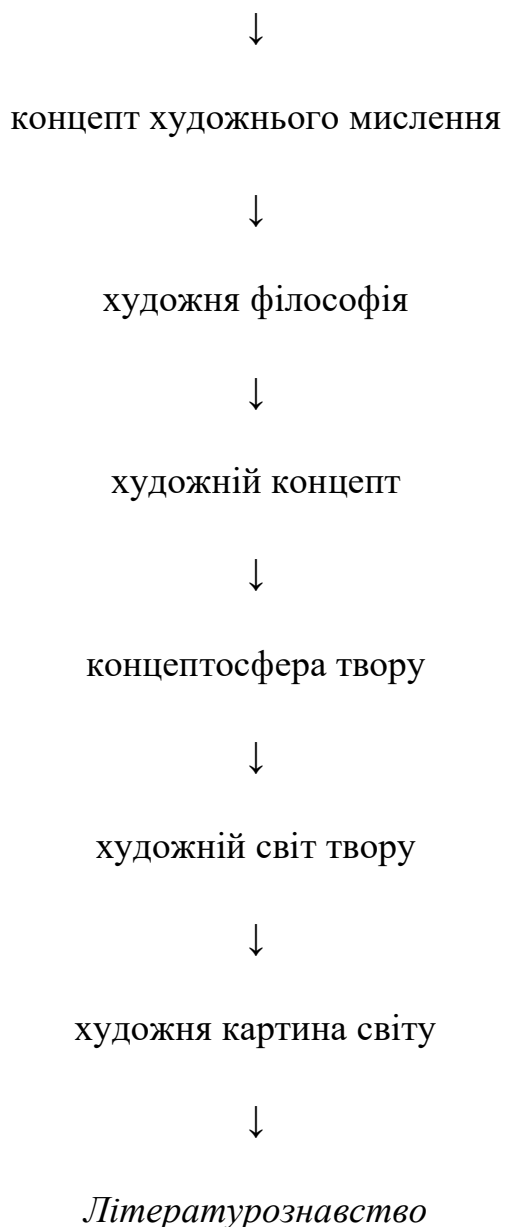 ↓
концепт художнього мислення
↓
художня філософія
↓
художній концепт
↓
концептосфера твору
↓
художній світ твору
↓
художня картина світу
↓
Літературознавство